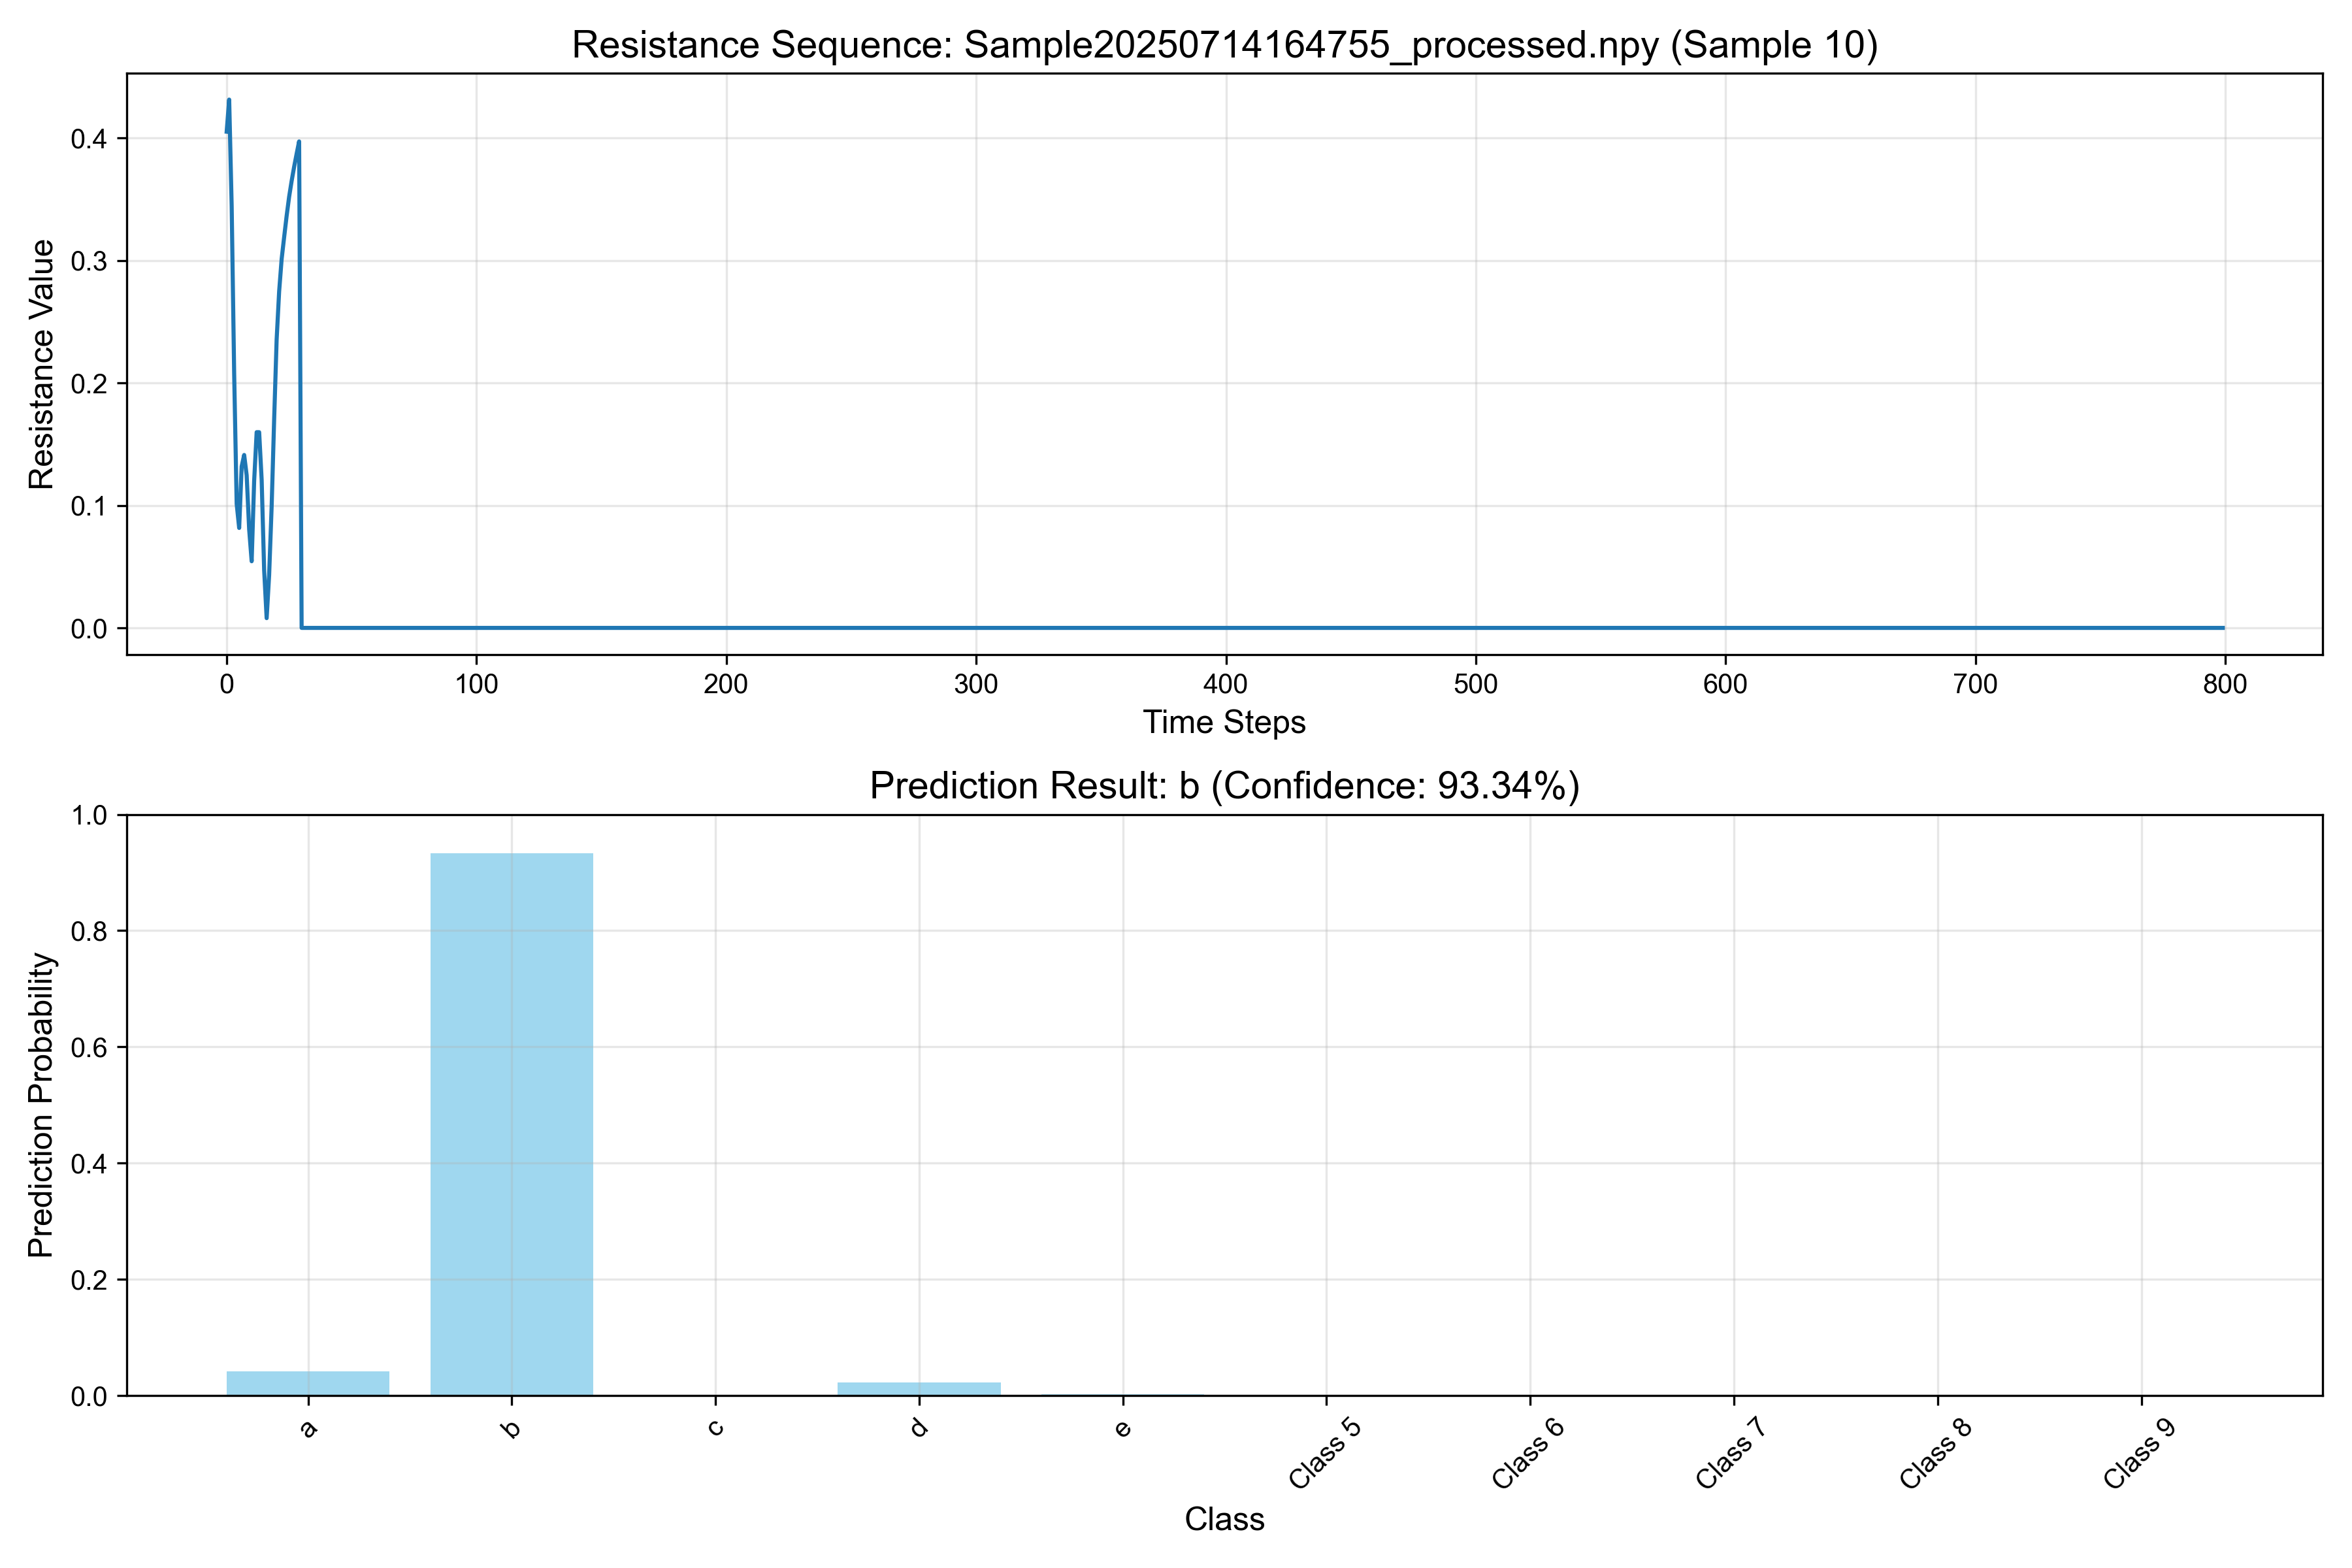 Resistance Sequence: Sample20250714164755_processed.npy (Sample 10)
Resistance Value
0.4
0.3
0.2
0.1
0.0
0 100 200 300 400 500 600 700 800
Time Steps
Prediction Result: b (Confidence: 93.34%)
Prediction Probability
1.0
0.8
0.6
0.4
0.2
0.0
a b c d e Class 5 Class 6 Class 7 Class 8 Class 9
Class